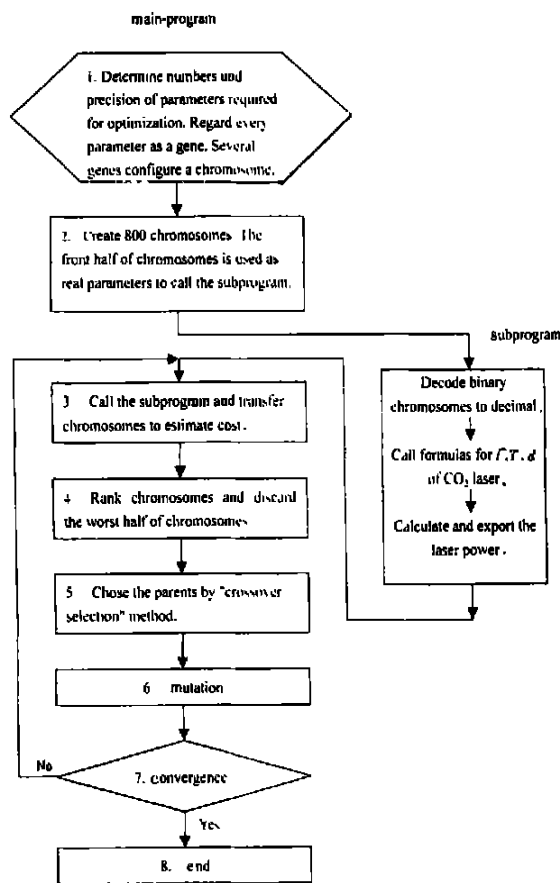 main-program
1. Determine numbers und
precision of parameters required
for optimization. Regard every
parameter as a gene. Several
genes configure a chromosome.
2. Create 800 chromosomes The
front half of chromosomes is used as
real parameters to call the subprogram.
subprogram
Decode binary
chromosomes to decimal.
Call formulas for f, T, d
of CO₂ laser.
Calculate and export the
laser power.
3 Call the subprogram and transfer
chromosomes to estimate cost.
4 Rank chromosomes and discard
the worst half of chromosomes
5 Chose the parents by "crossover
selection" method.
6 mutation
7. convergence
No
Yes
8. end